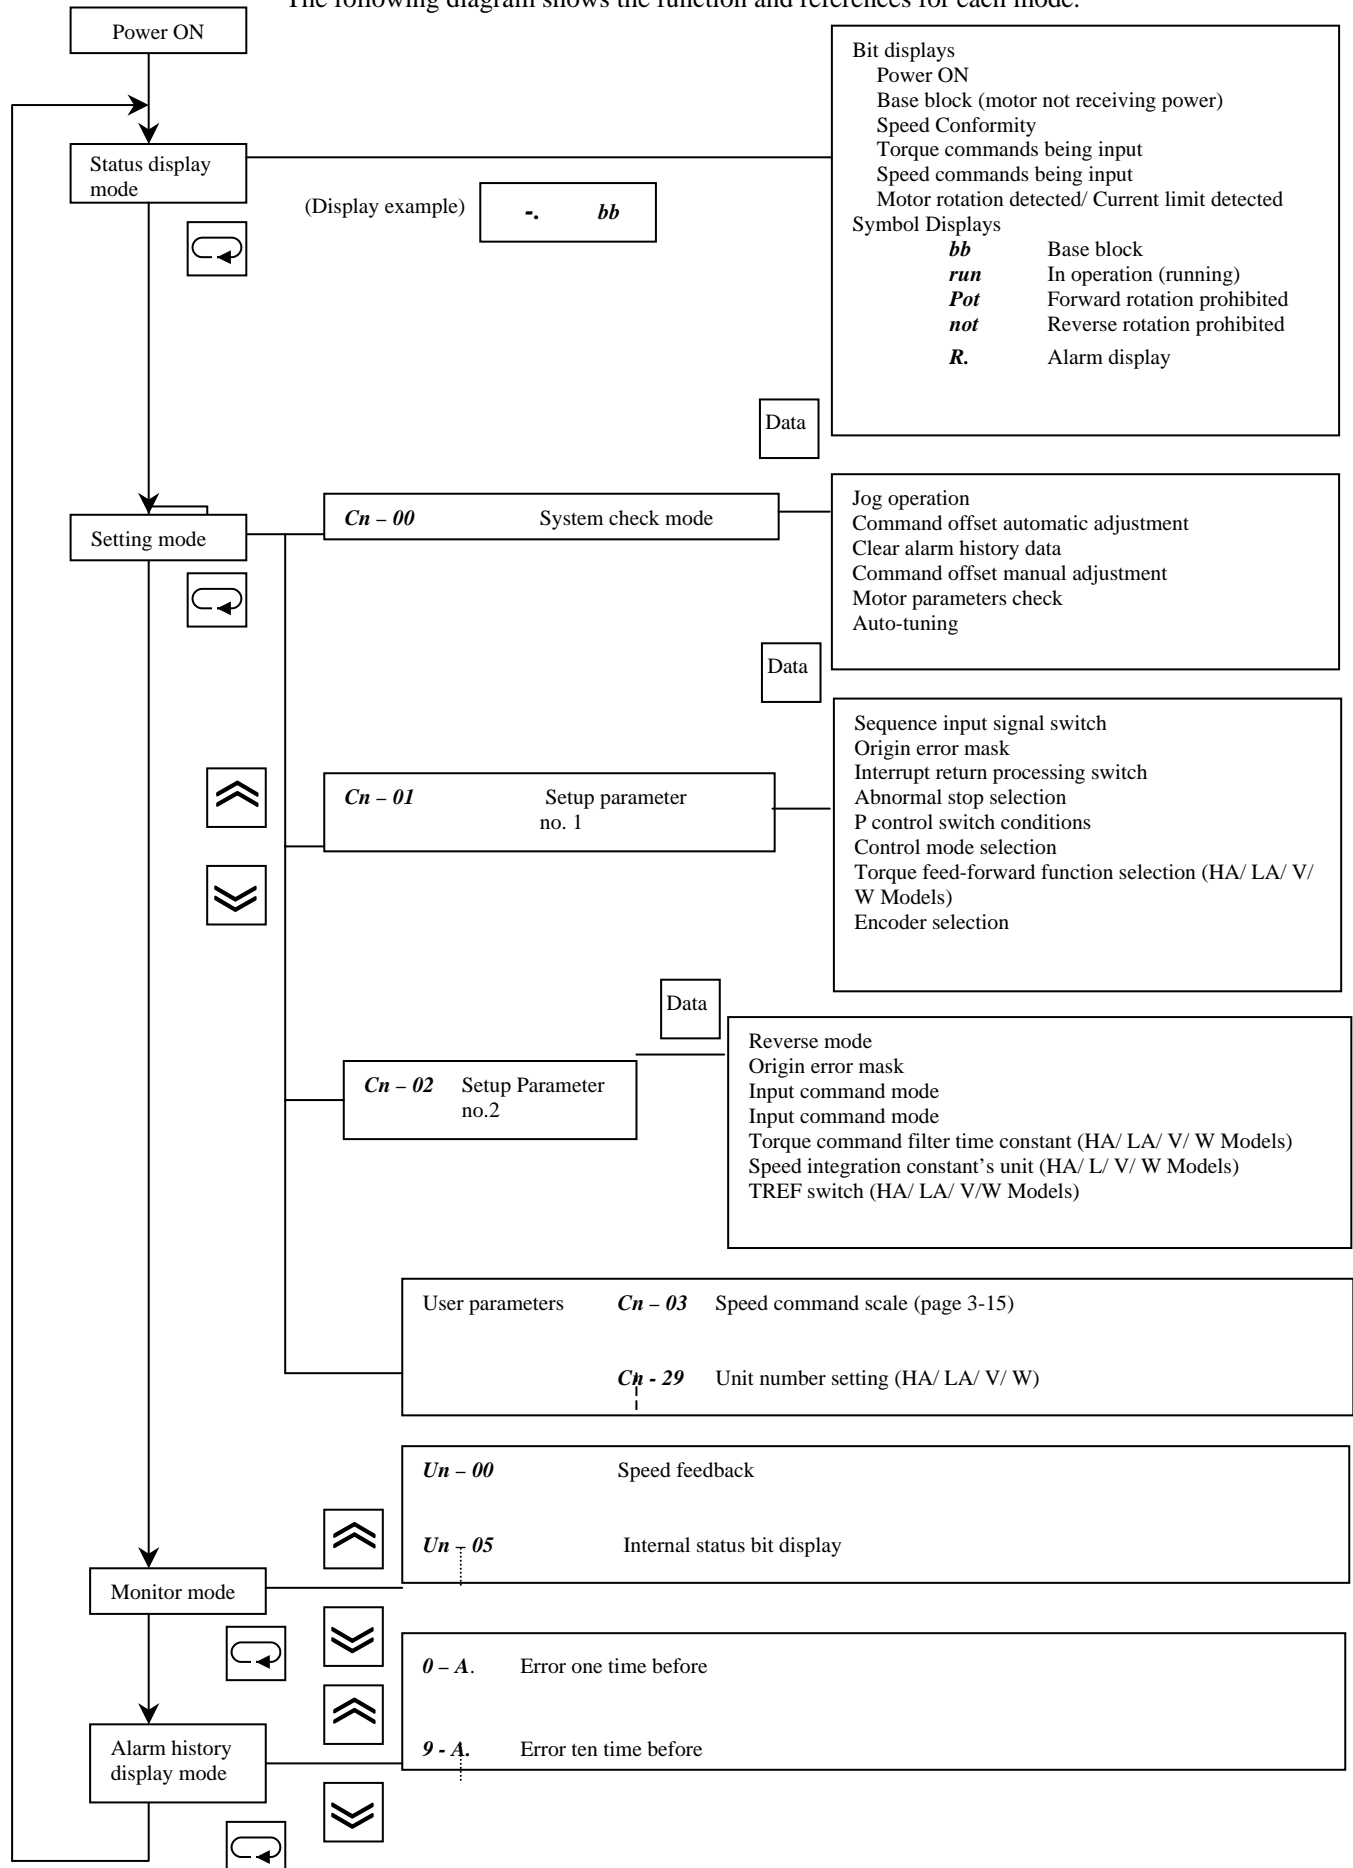 The following diagram shows the function and references for each mode.
Power ON
Status display
mode
(Display example)
-. bb
Bit displays
Power ON
Base block (motor not receiving power)
Speed Conformity
Torque commands being input
Speed commands being input
Motor rotation detected/ Current limit detected
Symbol Displays
bb Base block
run In operation (running)
Pot Forward rotation prohibited
not Reverse rotation prohibited
R. Alarm display
Data
Setting mode
Cn – 00 System check mode
Jog operation
Command offset automatic adjustment
Clear alarm history data
Command offset manual adjustment
Motor parameters check
Auto-tuning
Data
Cn – 01 Setup parameter
no. 1
Sequence input signal switch
Origin error mask
Interrupt return processing switch
Abnormal stop selection
P control switch conditions
Control mode selection
Torque feed-forward function selection (HA/ LA/ V/
W Models)
Encoder selection
Data
Cn – 02 Setup Parameter
no.2
Reverse mode
Origin error mask
Input command mode
Input command mode
Torque command filter time constant (HA/ LA/ V/ W Models)
Speed integration constant’s unit (HA/ L/ V/ W Models)
TREF switch (HA/ LA/ V/W Models)
User parameters Cn – 03 Speed command scale (page 3-15)
Cn - 29 Unit number setting (HA/ LA/ V/ W)
Un – 00 Speed feedback
Un – 05 Internal status bit display
Monitor mode
0 – A. Error one time before
9 - A. Error ten time before
Alarm history
display mode